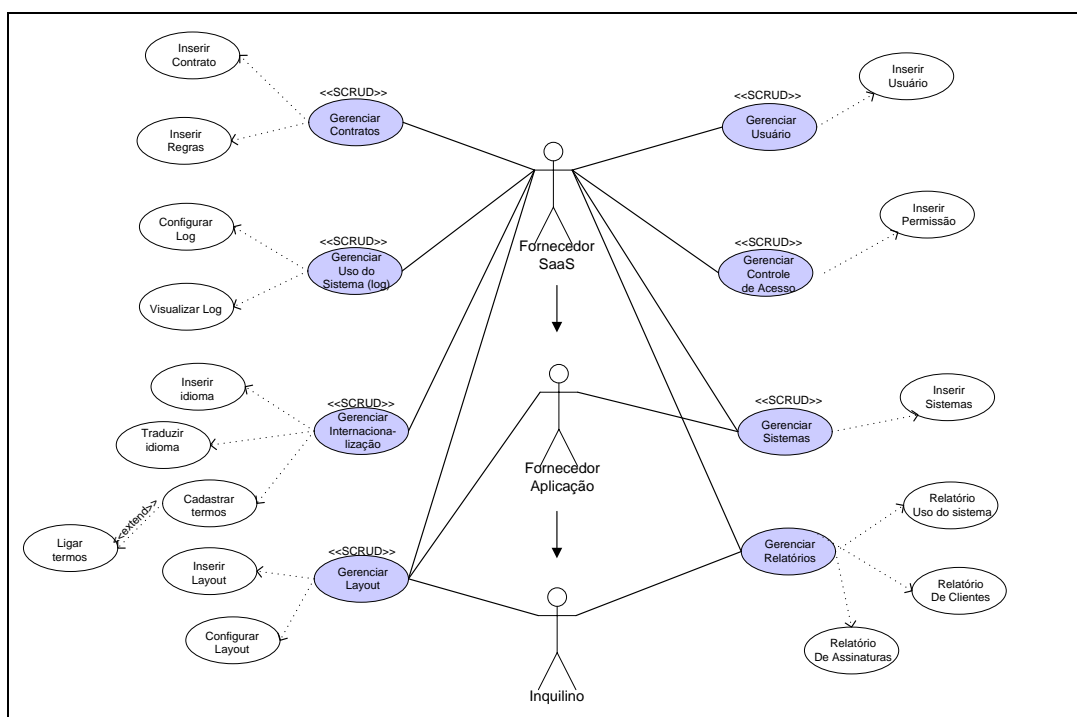 Inserir
Contrato
<<SCRUD>>
Gerenciar
Contratos
Inserir
Regras
Configurar
Log
<<SCRUD>>
Gerenciar
Uso do
Sistema (log)
Visualizar Log
Inserir
idioma
<<SCRUD>>
Gerenciar
Internaciona-
lização
Traduzir
idioma
Cadastrar
termos
<<extend>>
Ligar
termos
<<SCRUD>>
Gerenciar
Layout
Inserir
Layout
Configurar
Layout
Fornecedor
SaaS
Fornecedor
Aplicação
Inquilino
<<SCRUD>>
Gerenciar
Usuário
Inserir
Usuário
<<SCRUD>>
Gerenciar
Controle
de Acesso
Inserir
Permissão
<<SCRUD>>
Gerenciar
Sistemas
Inserir
Sistemas
Gerenciar
Relatórios
Relatório
Uso do sistema
Relatório
De Clientes
Relatório
De Assinaturas